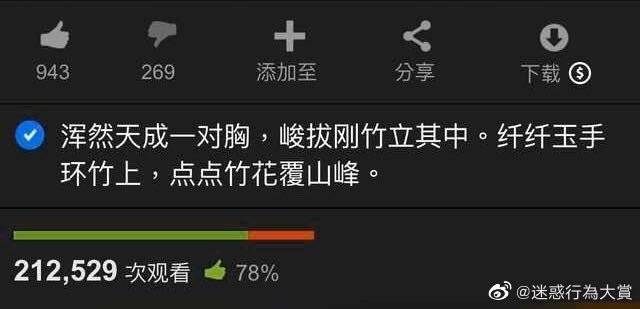 943
269
添加至
分享
下载
浑然天成一对胸，峻拔刚竹立其中。纤纤玉手
环竹上，点点竹花覆山峰。
212,529 次观看 78%
@迷惑行為大賞